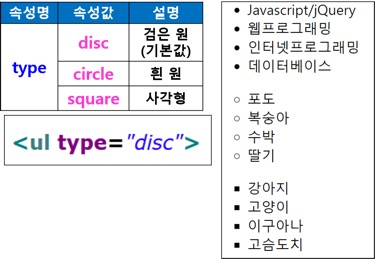 속성명 속성값 설명
type
disc 검은 원
(기본값)
circle 흰 원
square 사각형
<ul type="disc">
Javascript/jQuery
웹프로그래밍
인터넷프로그래밍
데이터베이스
포도
복숭아
수박
딸기
강아지
고양이
이구아나
고슴도치